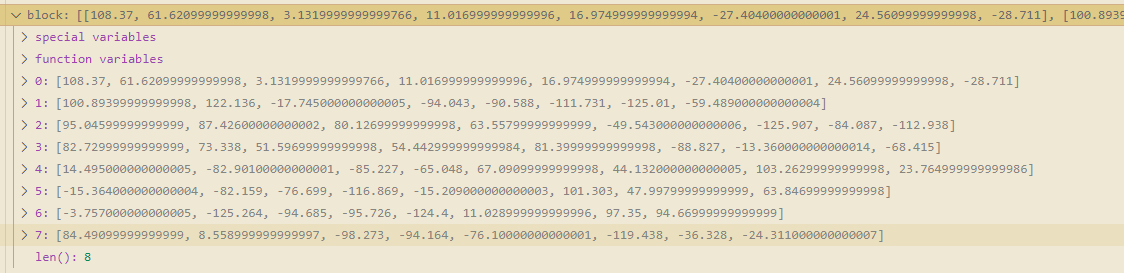 block: [[108.37, 61.62099999999998, 3.1319999999999766, 11.016999999999996, 16.974999999999994, -27.40400000000001, 24.56099999999998, -28.711], [100.8939
special variables
function variables
0: [108.37, 61.62099999999998, 3.1319999999999766, 11.016999999999996, 16.974999999999994, -27.40400000000001, 24.56099999999998, -28.711]
1: [100.89399999999998, 122.136, -17.745000000000005, -94.043, -90.588, -111.731, -125.01, -59.489000000000004]
2: [95.04599999999999, 87.42600000000002, 80.12699999999998, 63.55799999999999, -49.543000000000006, -125.907, -84.087, -112.938]
3: [82.72999999999999, 73.338, 51.59699999999998, 54.442999999999984, 81.39999999999998, -88.827, -13.360000000000014, -68.415]
4: [14.495000000000005, -82.90100000000001, -85.227, -65.048, 67.09099999999998, 44.132000000000005, 103.26299999999998, 23.764999999999986]
5: [-15.364000000000004, -82.159, -76.699, -116.869, -15.209000000000003, 101.303, 47.99799999999999, 63.84699999999998]
6: [-3.757000000000005, -125.264, -94.685, -95.726, -124.4, 11.028999999999996, 97.35, 94.66999999999999]
7: [84.49099999999999, 8.558999999999997, -98.273, -94.164, -76.10000000000001, -119.438, -36.328, -24.311000000000007]
len(): 8